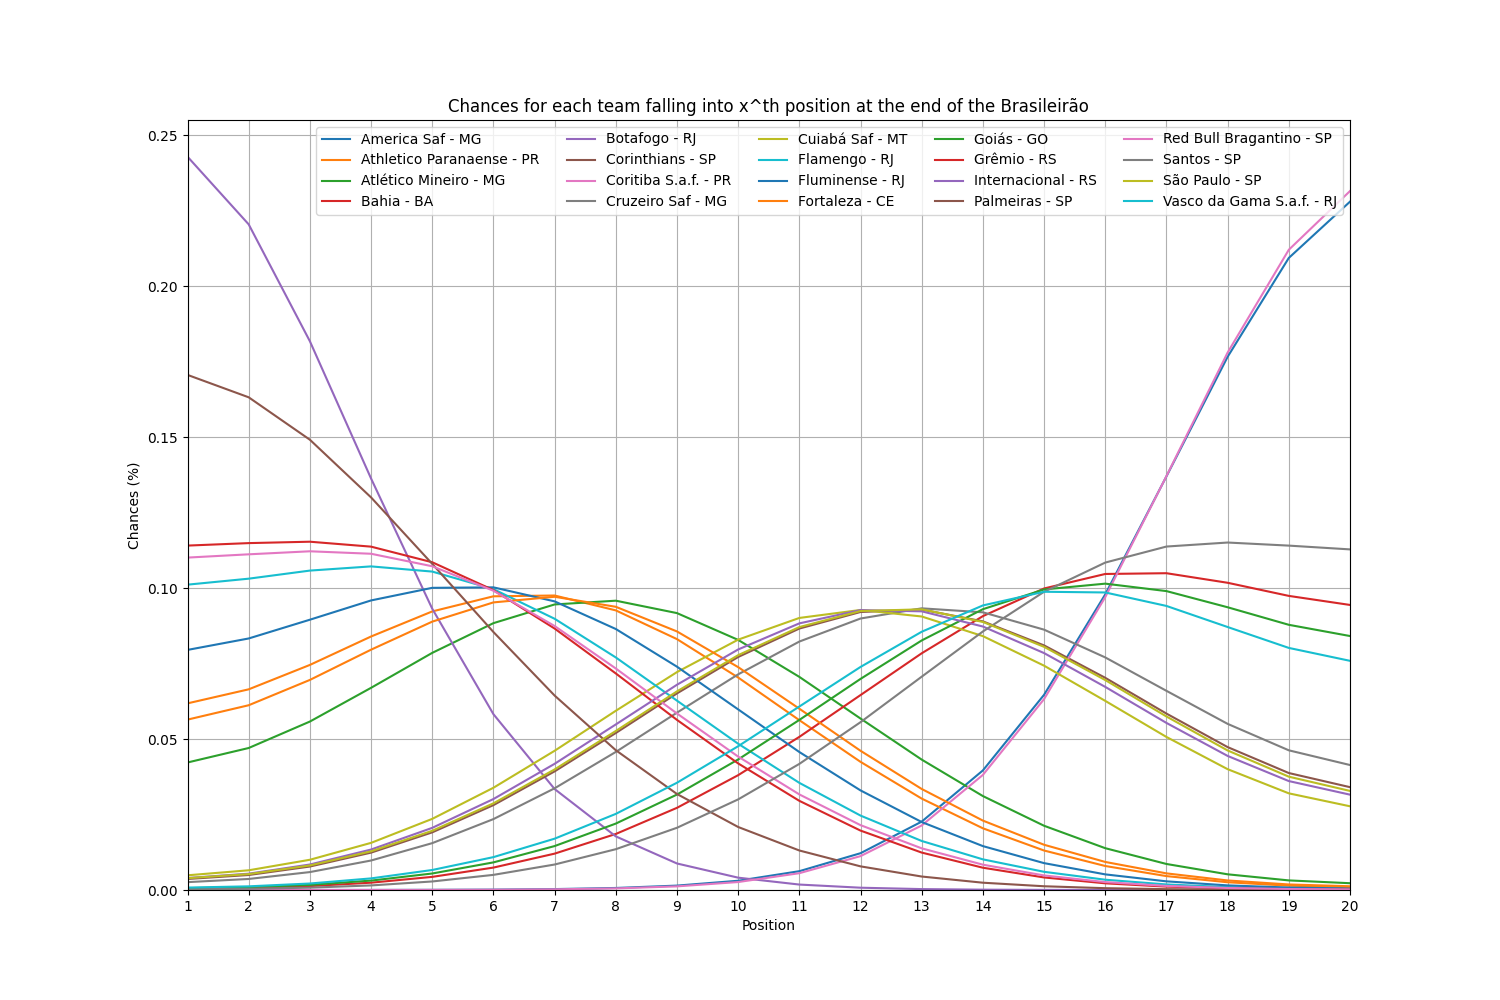 Chances for each team falling into x^th position at the end of the Brasileirão
America Saf - MG
Athletico Paranaense - PR
Atlético Mineiro - MG
Bahia - BA
Botafogo - RJ
Corinthians - SP
Coritiba S.a.f. - PR
Cruzeiro Saf - MG
Cuiabá Saf - MT
Flamengo - RJ
Fluminense - RJ
Fortaleza - CE
Goiás - GO
Grêmio - RS
Internacional - RS
Palmeiras - SP
Red Bull Bragantino - SP
Santos - SP
São Paulo - SP
Vasco da Gama S.a.f. - RJ
Chances (%)
0.25
0.20
0.15
0.10
0.05
0.00
1 2 3 4 5 6 7 8 9 10 11 12 13 14 15 16 17 18 19 20
Position